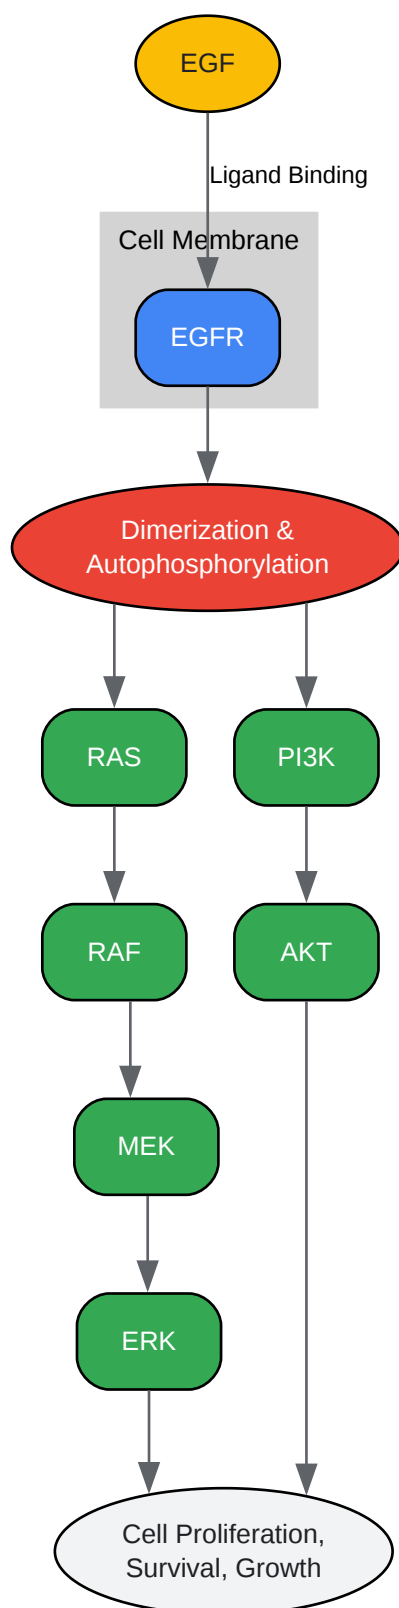 EGF
Ligand Binding
Cell Membrane
EGFR
Dimerization &
Autophosphorylation
RAS
PI3K
RAF
AKT
MEK
ERK
Cell Proliferation,
Survival, Growth